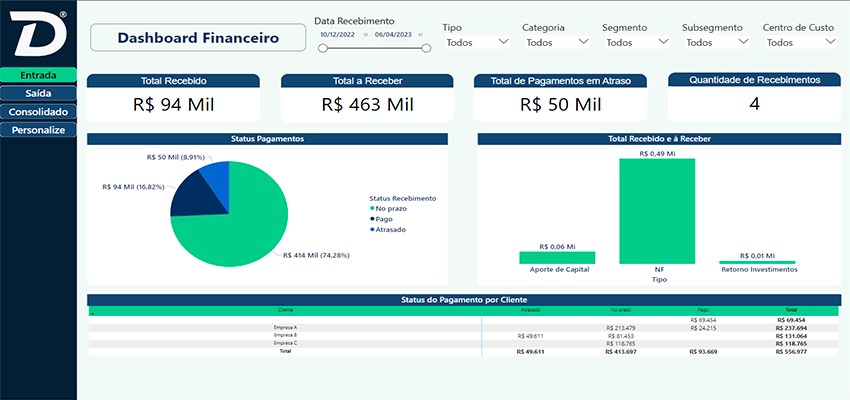 D
Dashboard Financeiro
Data Recebimento
10/12/2022 06/04/2023
Tipo
Todos
Categoria
Todos
Segmento
Todos
Subsegmento
Todos
Centro de Custo
Todos
Entrada
Saída
Consolidado
Personalize
Total Recebido
R$ 94 Mil
Total a Receber
R$ 463 Mil
Total de Pagamentos em Atraso
R$ 50 Mil
Quantidade de Recebimentos
4
Status Pagamentos
R$ 50 Mil (8,91%)
R$ 94 Mil (16,82%)
R$ 414 Mil (74,28%)
Status Recebimento
No prazo
Pago
Atrasado
Total Recebido e à Receber
R$ 0,49 Mi
R$ 0,06 Mi
R$ 0,01 Mi
Aporte de Capital NF Retorno Investimentos
Tipo
Status do Pagamento por Cliente
Cliente Atrasado No prazo Pago Total
R$ 69.454 R$ 69.454
Empresa A R$ 213.479 R$ 24.215 R$ 237.694
Empresa B R$ 49.611 R$ 81.453 R$ 131.064
Empresa C R$ 118.765 R$ 118.765
Total R$ 49.611 R$ 413.697 R$ 93.669 R$ 556.977